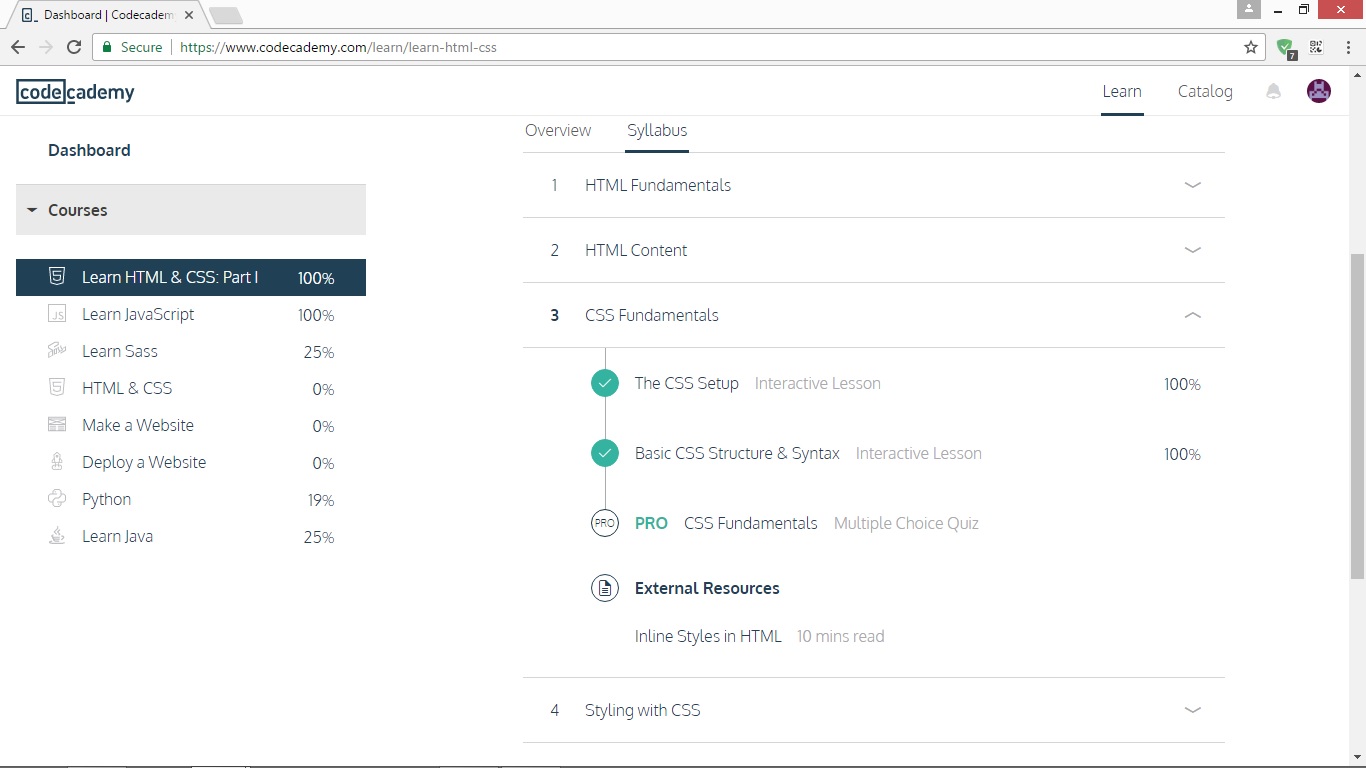 c_ Dashboard | Codecadem
Secure https://www.codecademy.com/learn/learn-html-css
7
codecademy
Learn Catalog
Dashboard
Courses
Learn HTML & CSS: Part I 100%
JS Learn JavaScript 100%
Sass Learn Sass 25%
HTML & CSS 0%
Make a Website 0%
Deploy a Website 0%
Python 19%
Learn Java 25%
Overview Syllabus
1 HTML Fundamentals
2 HTML Content
3 CSS Fundamentals
The CSS Setup Interactive Lesson 100%
Basic CSS Structure & Syntax Interactive Lesson 100%
PRO PRO CSS Fundamentals Multiple Choice Quiz
External Resources
Inline Styles in HTML 10 mins read
4 Styling with CSS